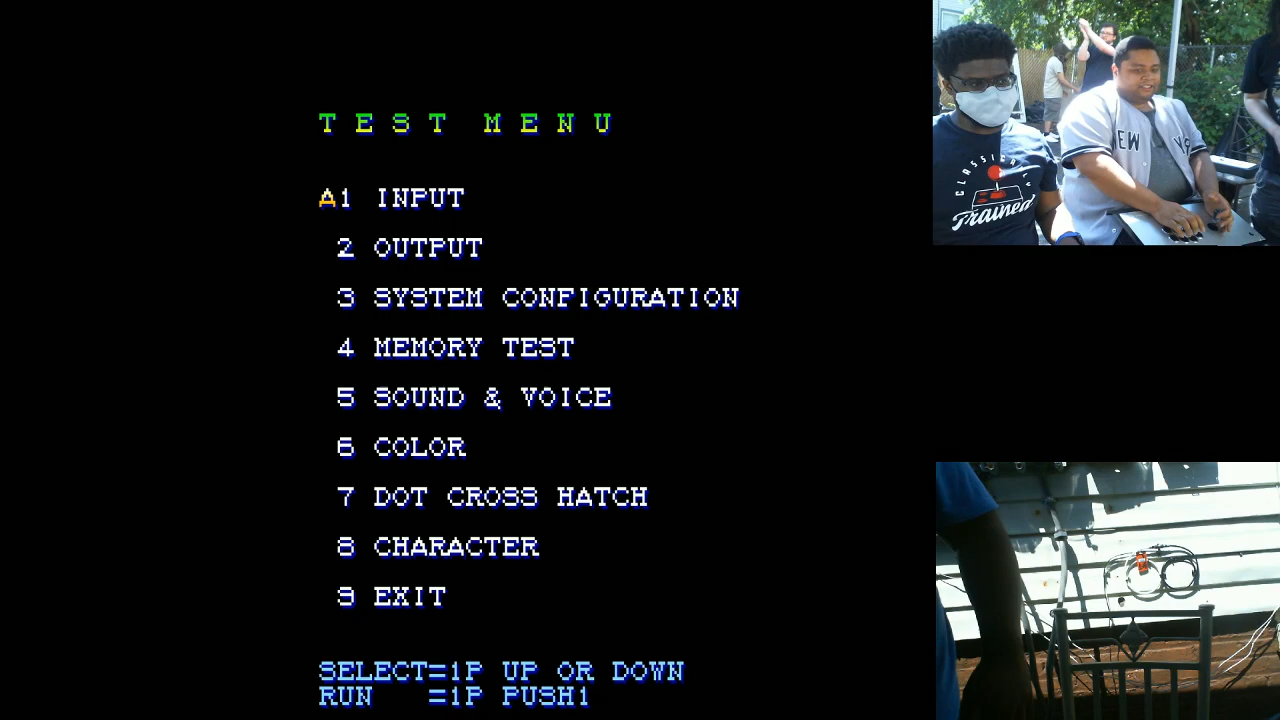 TEST MENU
A1 INPUT
2 OUTPUT
3 SYSTEM CONFIGURATION
4 MEMORY TEST
5 SOUND & VOICE
6 COLOR
7 DOT CROSS HATCH
8 CHARACTER
9 EXIT
SELECT=1P UP OR DOWN
RUN =1P PUSH1
Trained